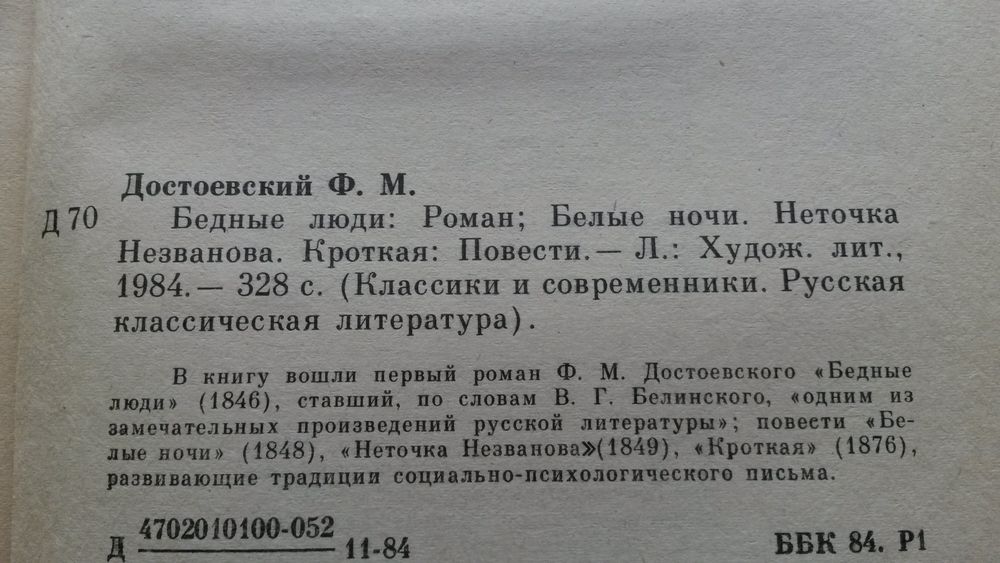 Достоевский Ф. М.
Д 70 Бедные люди: Роман; Белые ночи. Неточка
Незванова. Кроткая: Повести. — Л.: Худож. лит.,
1984. — 328 с. (Классики и современники. Русская
классическая литература).
В книгу вошли первый роман Ф. М. Достоевского «Бедные
люди» (1846), ставший, по словам В. Г. Белинского, «одним из
замечательных произведений русской литературы»; повести «Бе-
лые ночи» (1848), «Неточка Незванова»(1849), «Кроткая» (1876),
развивающие традиции социально-психологического письма.
Д 4702010100-052 11-84
ББК 84. Р1